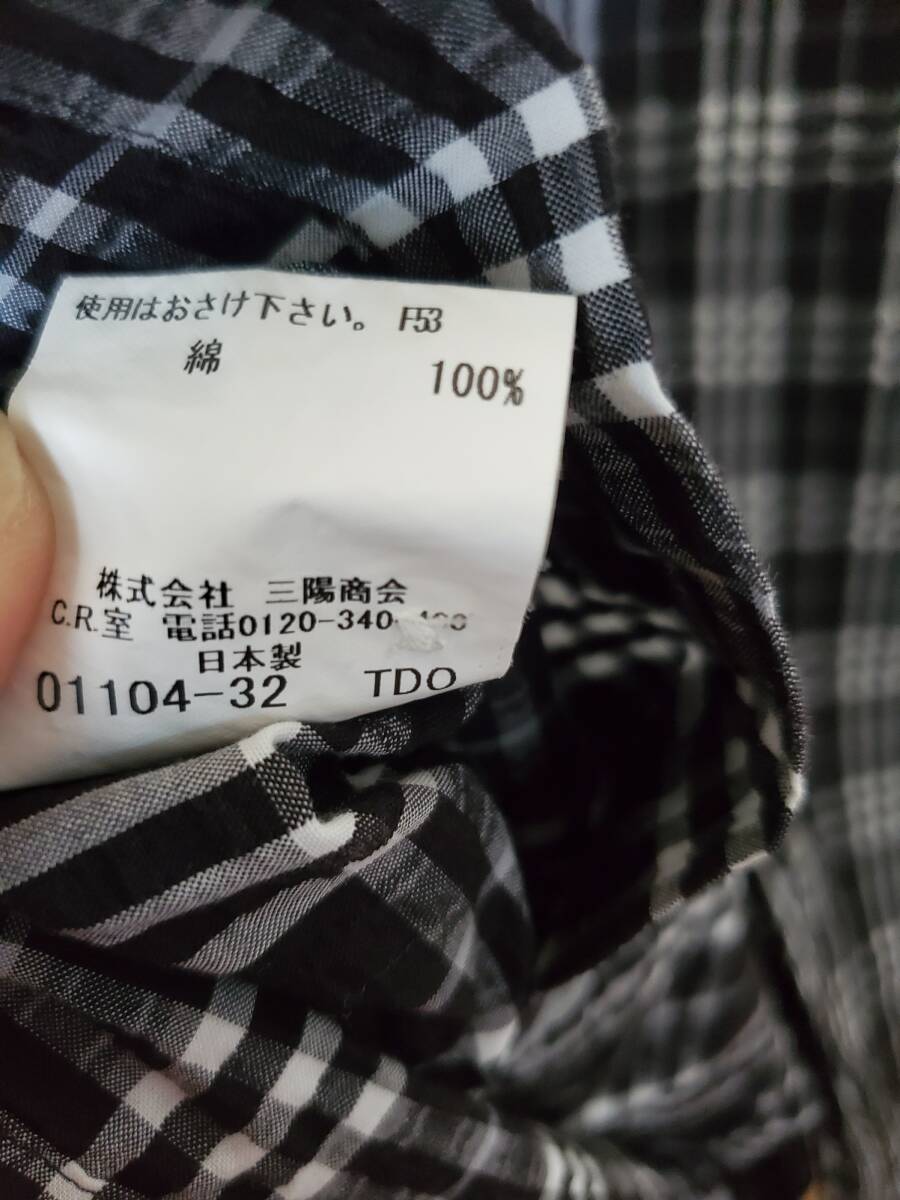 使用はおさけ下さい。 F53
綿 100%
株式会社 三陽商会
C.R.室 電話0120-340-
日本製
01104-32 TDO